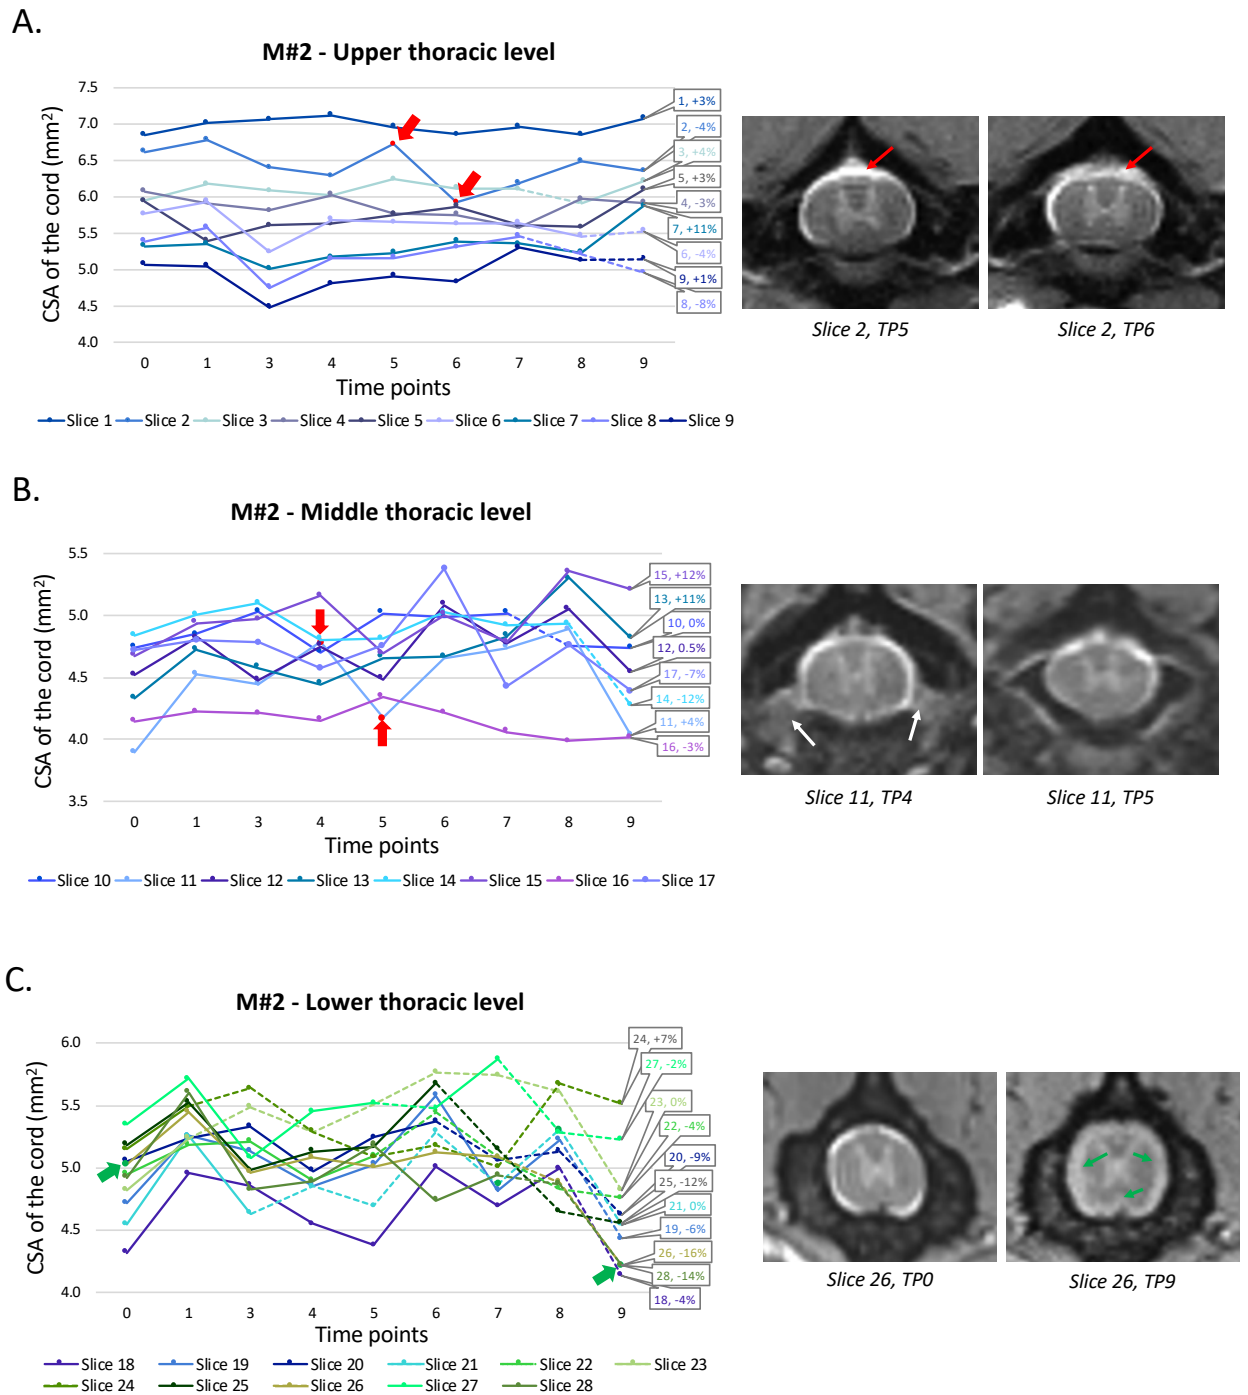 A.
M#2 - Upper thoracic level
CSA of the cord (mm²)
7.5
7.0
6.5
6.0
5.5
5.0
4.5
4.0
0 1 3 4 5 6 7 8 9
Time points
1, +3%
2, -4%
3, +4%
5, +3%
4, -3%
7, +11%
6, -4%
9, +1%
8, -8%
Slice 1 Slice 2 Slice 3 Slice 4 Slice 5 Slice 6 Slice 7 Slice 8 Slice 9
Slice 2, TP5
Slice 2, TP6
B.
M#2 - Middle thoracic level
CSA of the cord (mm²)
5.5
5.0
4.5
4.0
3.5
0 1 3 4 5 6 7 8 9
Time points
15, +12%
13, +11%
10, 0%
12, 0.5%
17, -7%
14, -12%
11, +4%
16, -3%
Slice 10 Slice 11 Slice 12 Slice 13 Slice 14 Slice 15 Slice 16 Slice 17
Slice 11, TP4
Slice 11, TP5
C.
M#2 - Lower thoracic level
CSA of the cord (mm²)
6.0
5.5
5.0
4.5
4.0
0 1 3 4 5 6 7 8 9
Time points
24, +7%
27, -2%
23, 0%
22, -4%
20, -9%
25, -12%
21, 0%
19, -6%
26, -16%
28, -14%
18, -4%
Slice 18 Slice 19 Slice 20 Slice 21 Slice 22 Slice 23
Slice 24 Slice 25 Slice 26 Slice 27 Slice 28
Slice 26, TP0
Slice 26, TP9